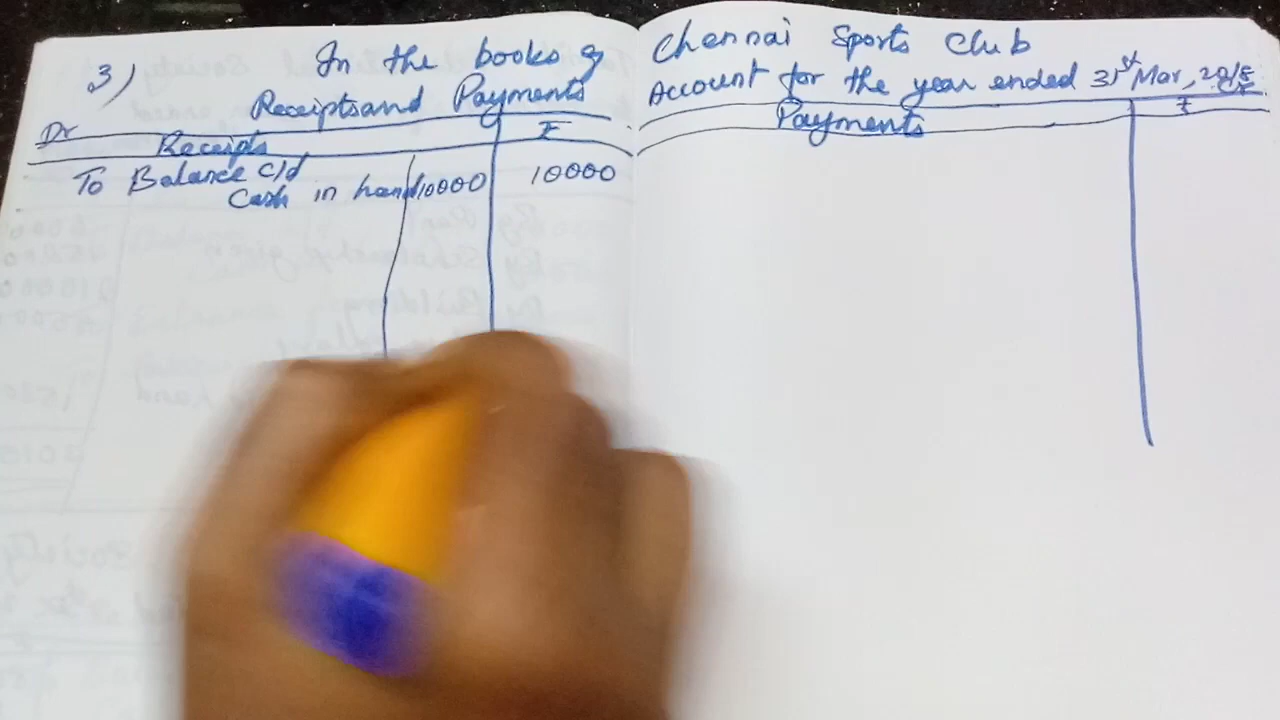 3) In the books of Chennai Sports Club
Receipts and Payments Account for the year ended 31st Mar,
Dr Receipts ₹ Payments ₹
To Balance c/d
Cash in hand 10000 10000